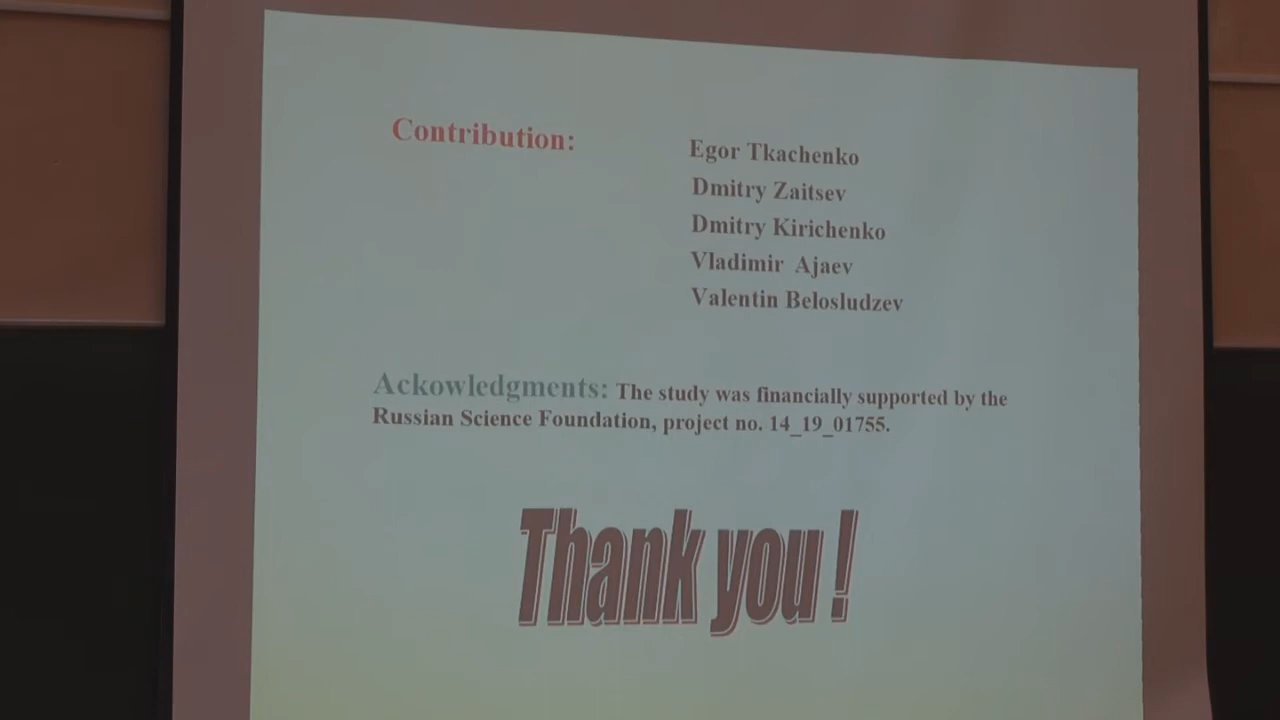 Contribution:
Egor Tkachenko
Dmitry Zaitsev
Dmitry Kirichenko
Vladimir Ajaev
Valentin Belosludzev
Ackowledgments: The study was financially supported by the
Russian Science Foundation, project no. 14_19_01755.
Thank you !